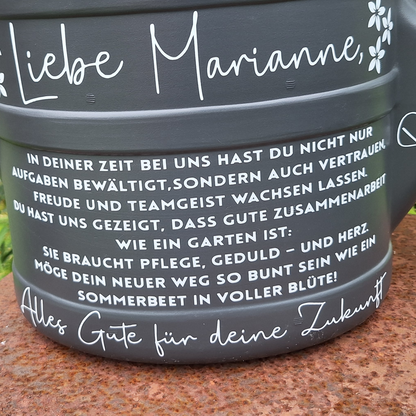 Liebe Marianne,
IN DEINER ZEIT BEI UNS HAST DU NICHT NUR
AUFGABEN BEWÄLTIGT,SONDERN AUCH VERTRAUEN,
FREUDE UND TEAMGEIST WACHSEN LASSEN.
DU HAST UNS GEZEIGT, DASS GUTE ZUSAMMENARBEIT
WIE EIN GARTEN IST:
SIE BRAUCHT PFLEGE, GEDULD – UND HERZ.
MÖGE DEIN NEUER WEG SO BUNT SEIN WIE EIN
SOMMERBEET IN VOLLER BLÜTE!
Alles Gute für deine Zukunft